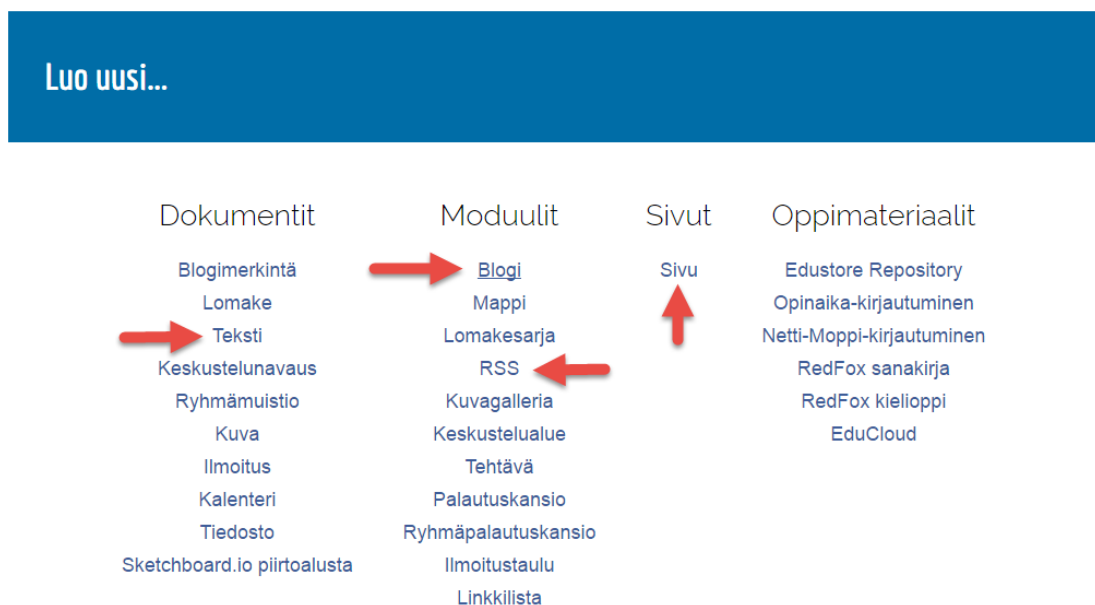 Luo uusi...
Dokumentit
Blogimerkintä
Lomake
Teksti
Keskustelunavaus
Ryhmämuistio
Kuva
Ilmoitus
Kalenteri
Tiedosto
Sketchboard.io piirtoalusta
Moduulit
Blogi
Mappi
Lomakesarja
RSS
Kuvagalleria
Keskustelualue
Tehtävä
Palautuskansio
Ryhmäpalautuskansio
Ilmoitustaulu
Linkkilista
Sivut
Sivu
Oppimateriaalit
Edustore Repository
Opinaika-kirjautuminen
Netti-Moppi-kirjautuminen
RedFox sanakirja
RedFox kielioppi
EduCloud